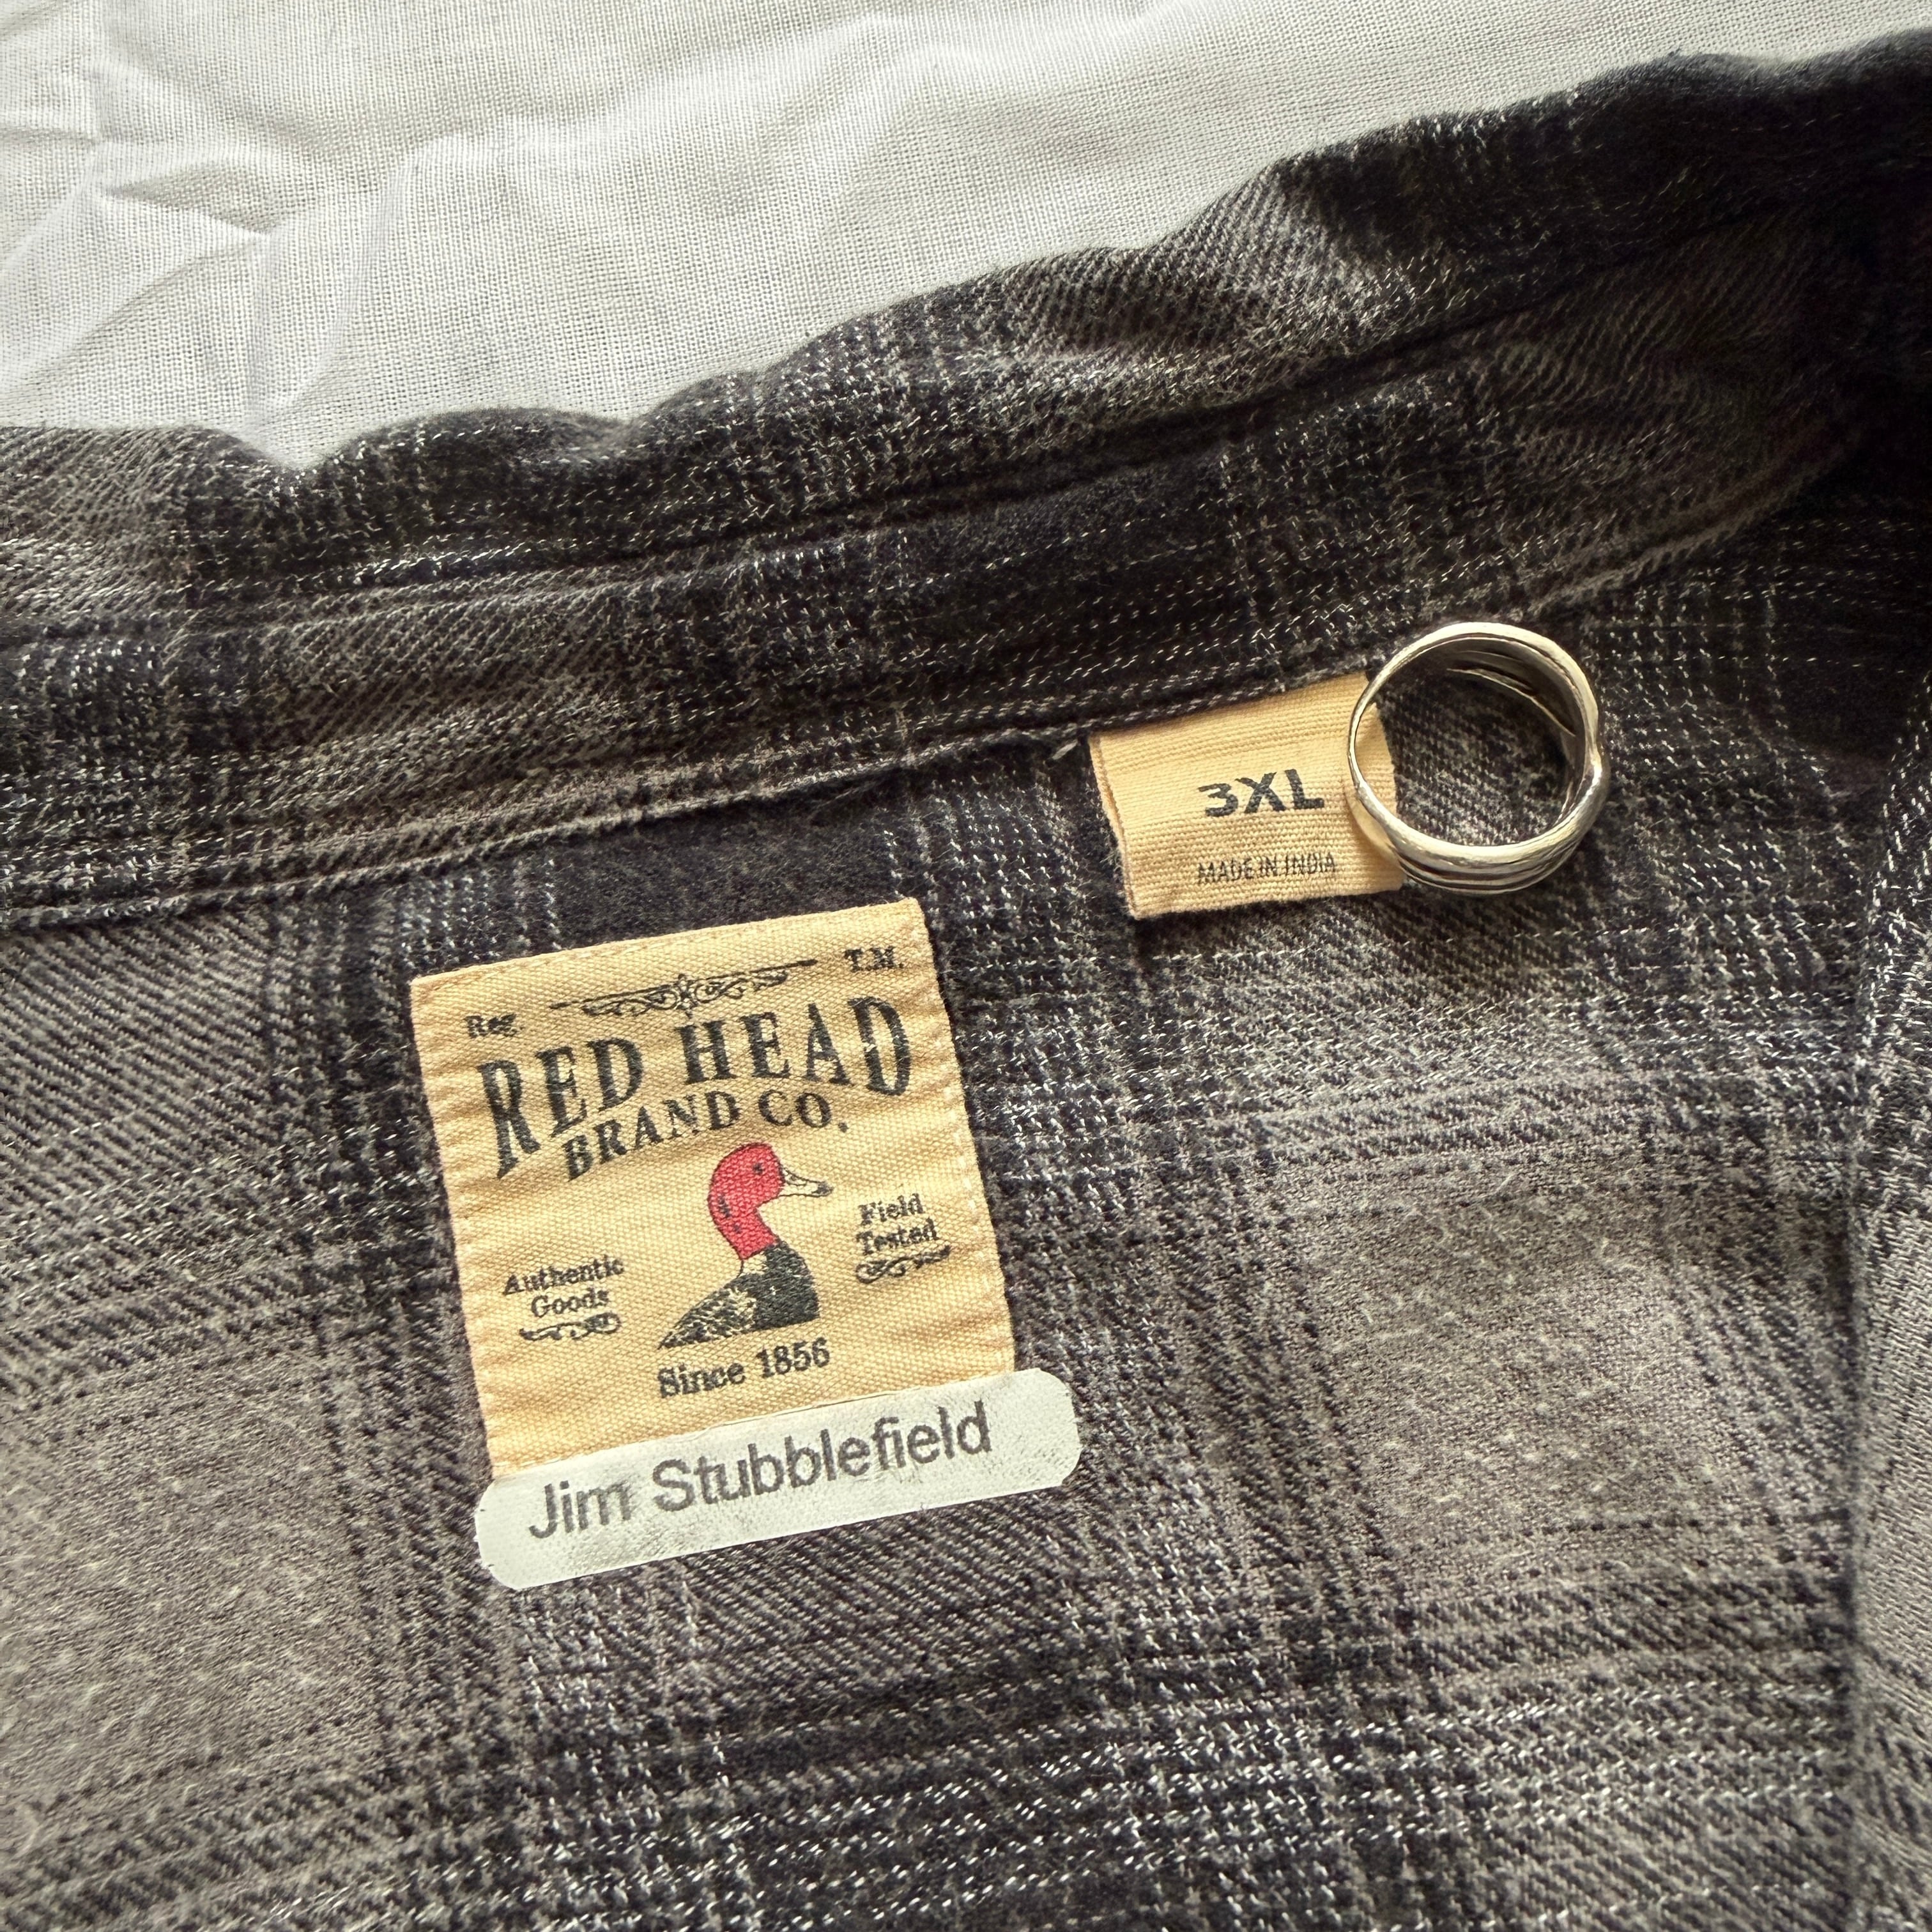 3XL
MADE IN INDIA
T.M.
Reg.
RED HEAD
BRAND CO.
Field
Tested
Authentic
Goods
Since 1856
Jim Stubblefield